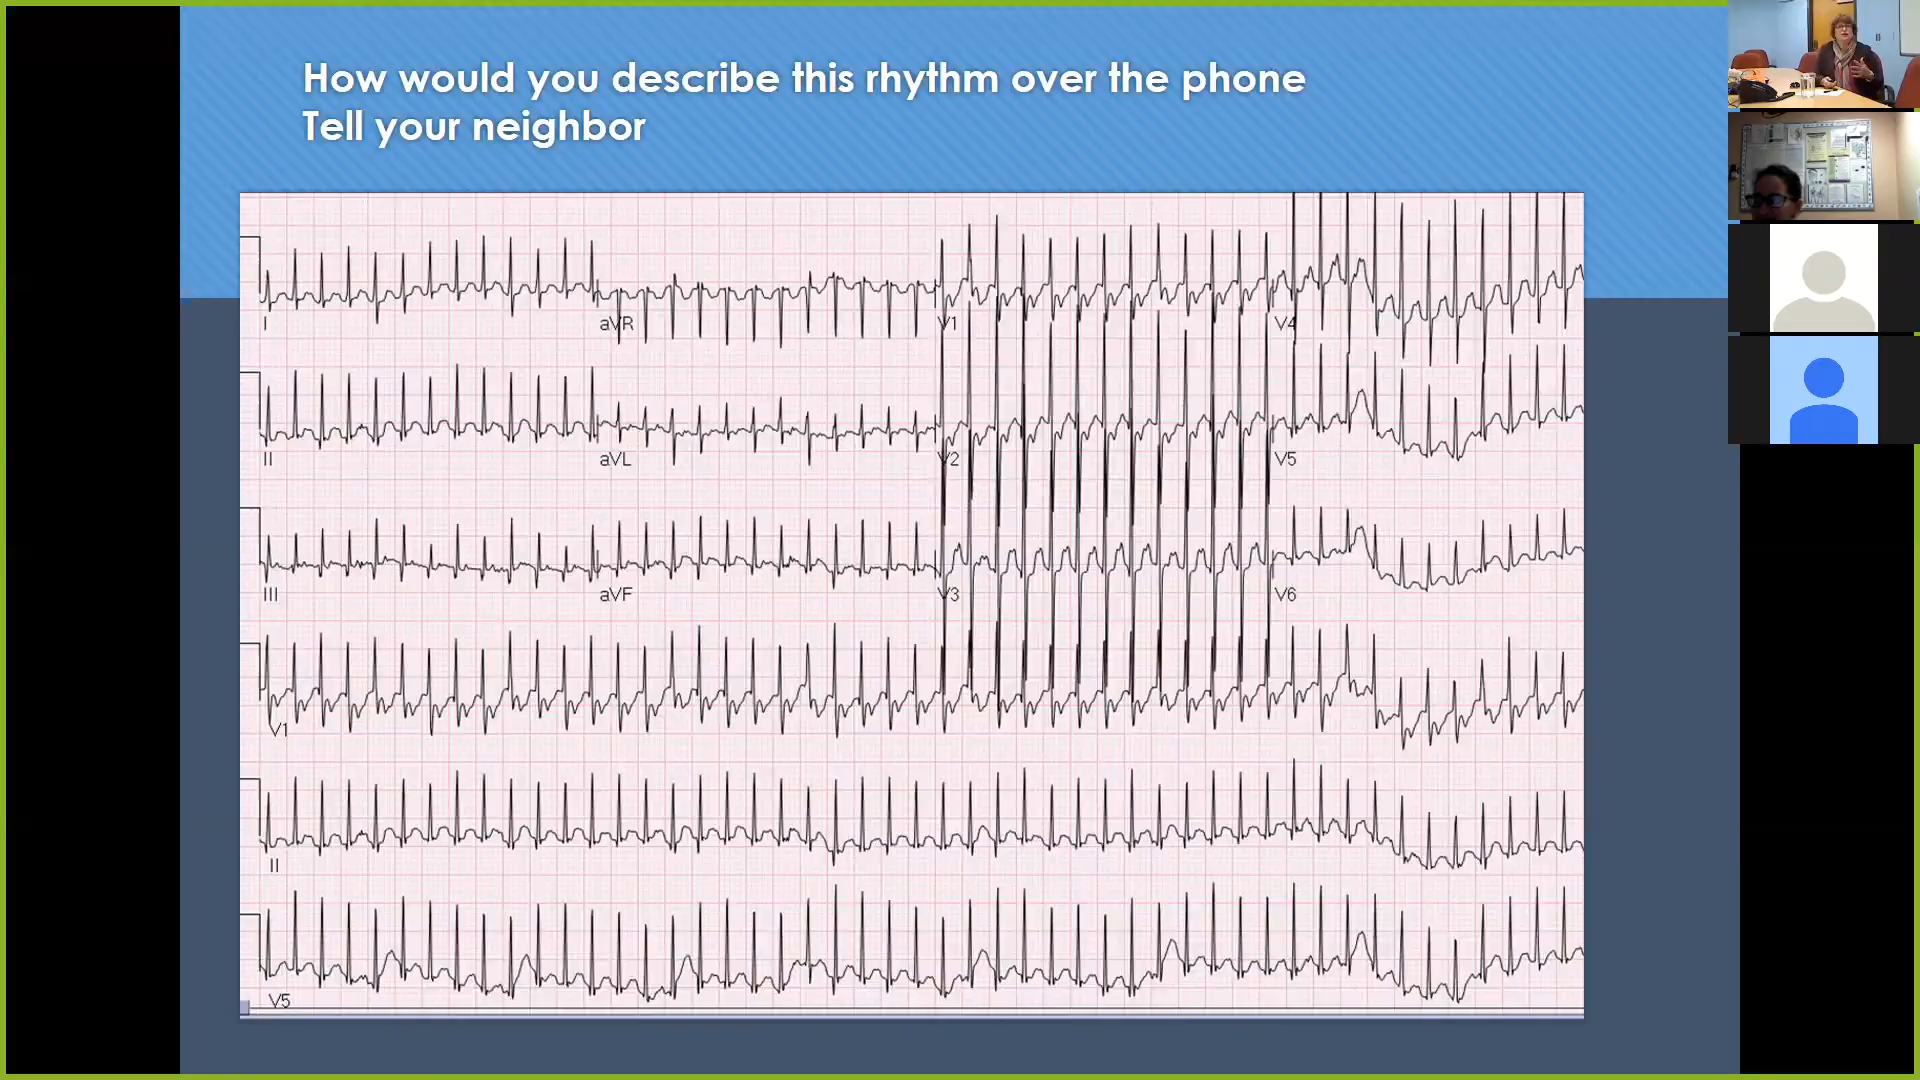 How would you describe this rhythm over the phone
Tell your neighbor
I
aVR
V1
V4
II
aVL
V2
V5
III
aVF
V3
V6
V1
II
V5